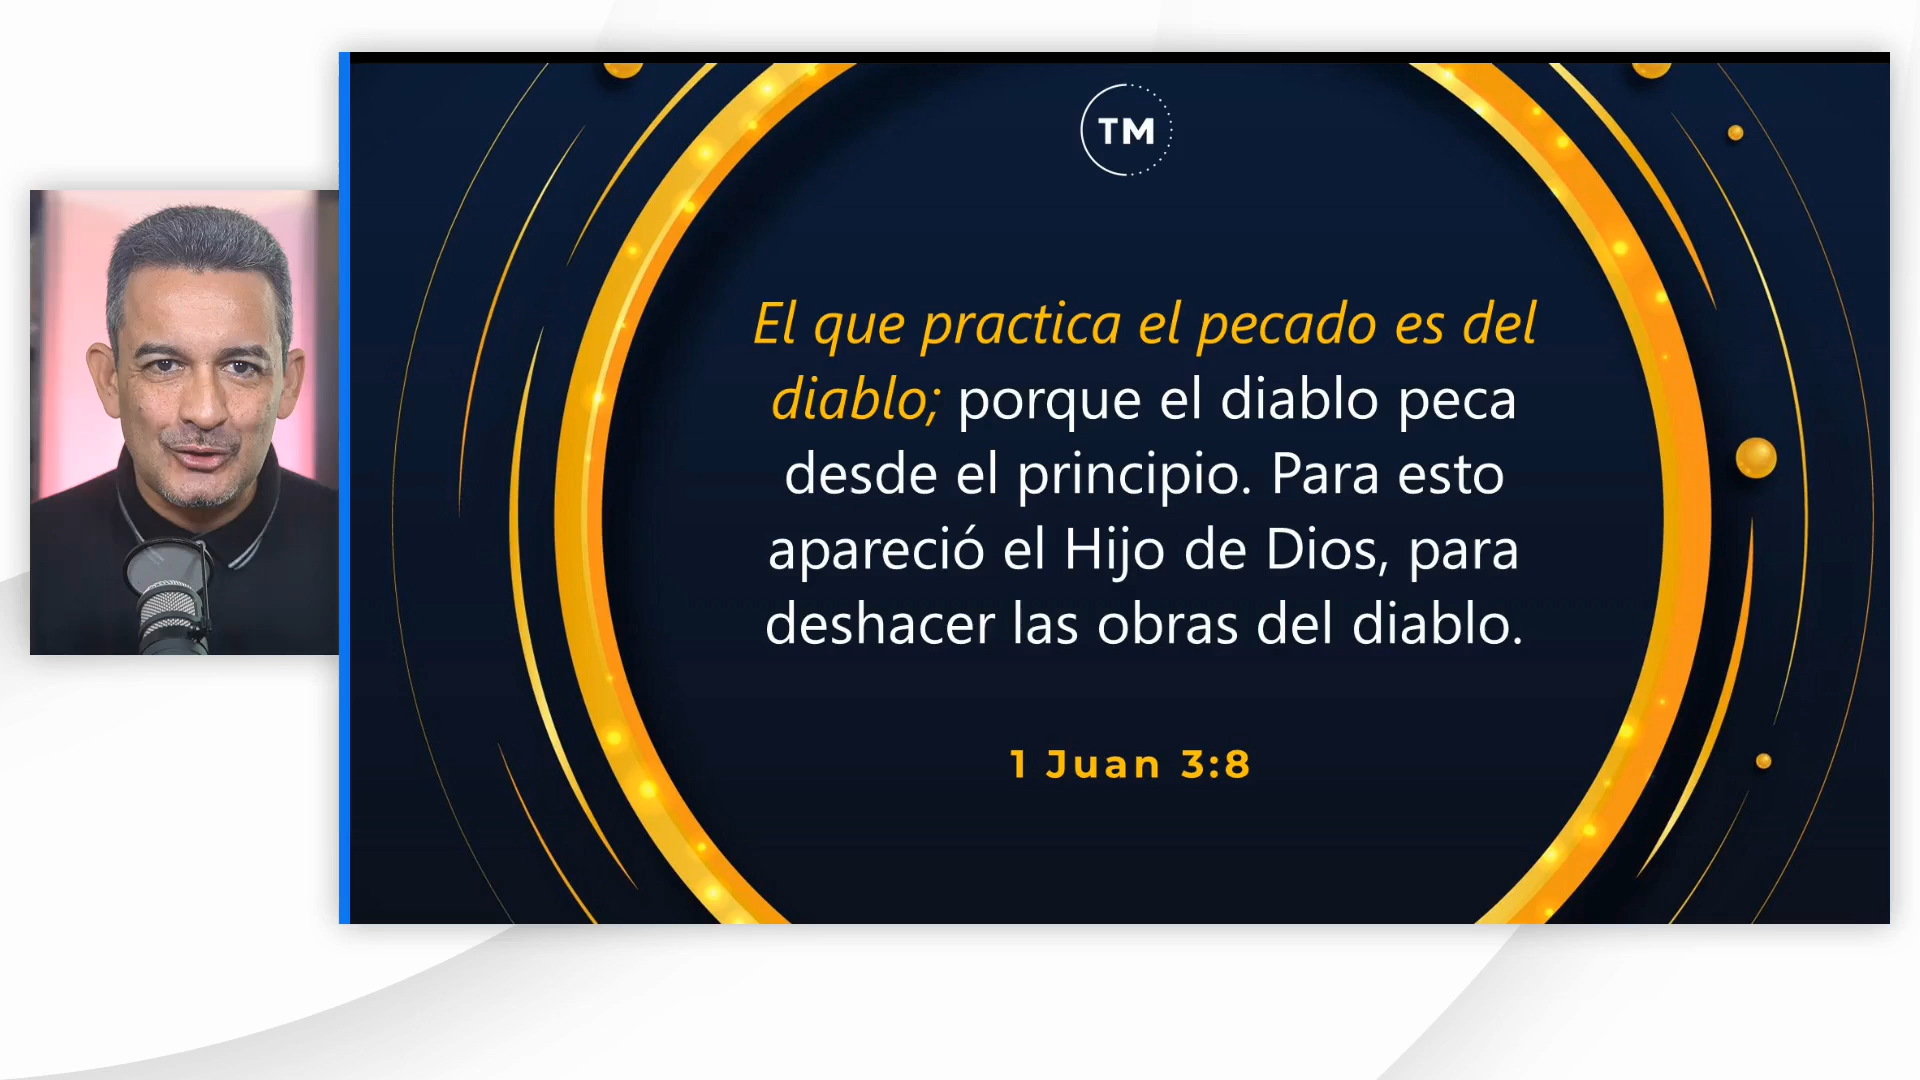 TM
El que practica el pecado es del
diablo; porque el diablo peca
desde el principio. Para esto
apareció el Hijo de Dios, para
deshacer las obras del diablo.
1 Juan 3:8